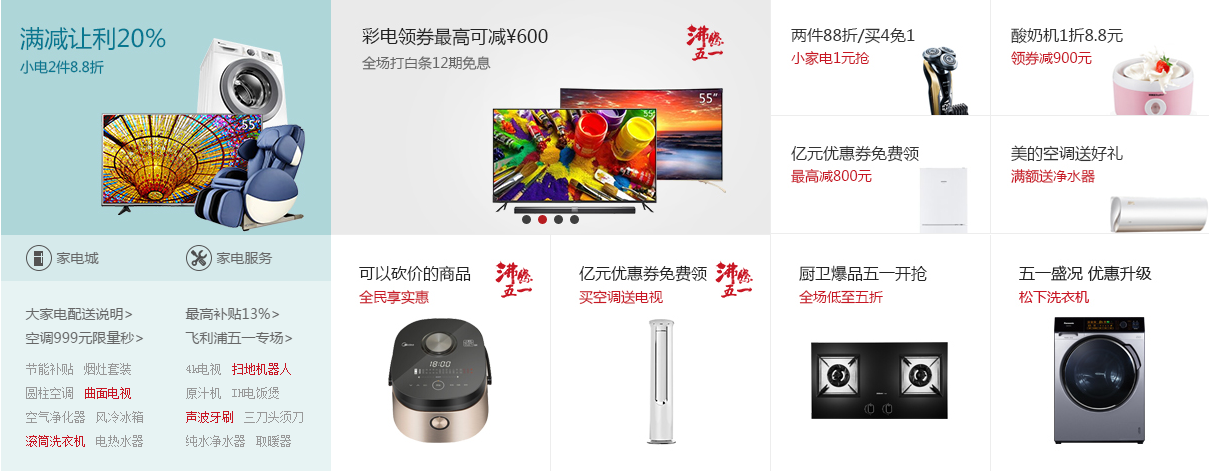 满减让利20%
小电2件8.8折
55"
家电城
家电服务
大家电配送说明>
最高补贴13%>
空调999元限量秒>
飞利浦五一专场>
节能补贴 烟灶套装
4k电视 扫地机器人
圆柱空调 曲面电视
原汁机 IH电饭煲
空气净化器 风冷冰箱
声波牙刷 三刀头须刀
滚筒洗衣机 电热水器
纯水净水器 取暖器
彩电领券最高可减¥600
全场打白条12期免息
沸腾
五一
55"
两件88折/买4免1
小家电1元抢
酸奶机1折8.8元
领券减900元
亿元优惠券免费领
最高减800元
美的空调送好礼
满额送净水器
可以砍价的商品
全民享实惠
沸腾
五一
18:00
亿元优惠券免费领
买空调送电视
沸腾
五一
厨卫爆品五一开抢
全场低至五折
五一盛况 优惠升级
松下洗衣机
Panasonic